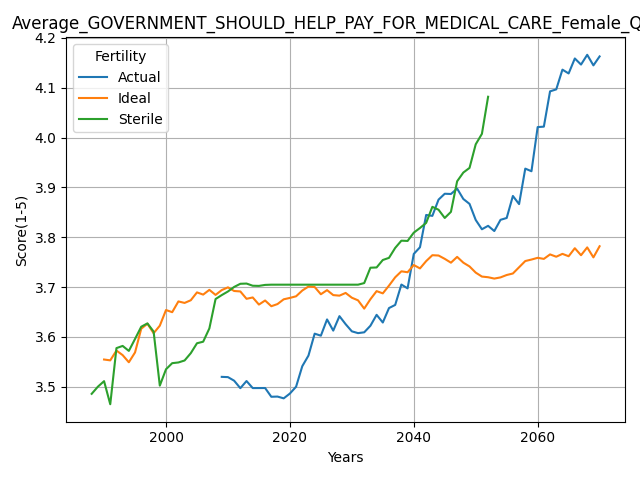 Average_GOVERNMENT_SHOULD_HELP_PAY_FOR_MEDICAL_CARE_Female_Q
Fertility
Actual
Ideal
Sterile
Score(1-5)
4.2
4.1
4.0
3.9
3.8
3.7
3.6
3.5
2000 2020 2040 2060
Years